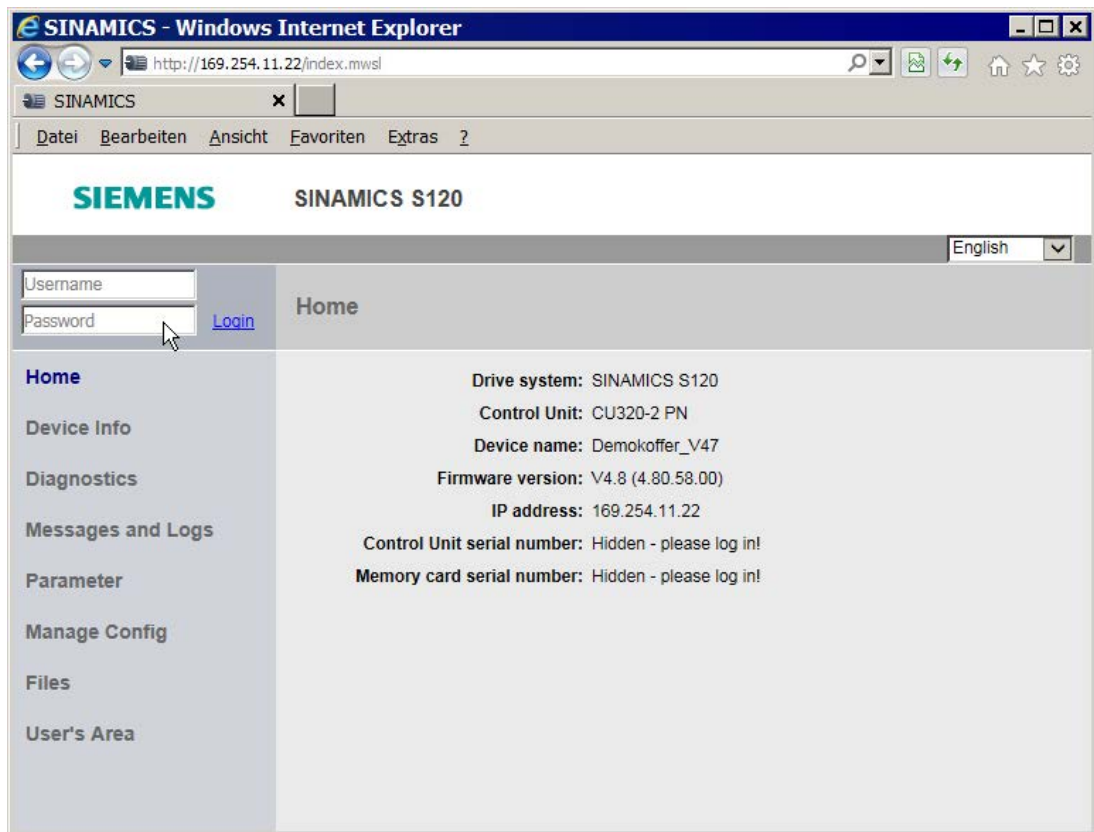 SINAMICS - Windows Internet Explorer
http://169.254.11.22/index.mwsl
SINAMICS
Datei Bearbeiten Ansicht Favoriten Extras ?
SIEMENS SINAMICS S120
English
Username
Password Login
Home
Home
Device Info
Diagnostics
Messages and Logs
Parameter
Manage Config
Files
User's Area
Drive system: SINAMICS S120
Control Unit: CU320-2 PN
Device name: Demokoffer_V47
Firmware version: V4.8 (4.80.58.00)
IP address: 169.254.11.22
Control Unit serial number: Hidden - please log in!
Memory card serial number: Hidden - please log in!